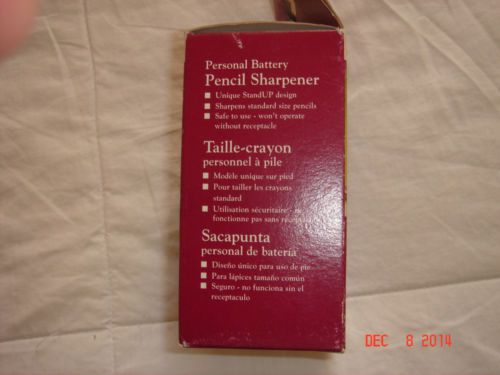 Personal Battery
Pencil Sharpener
Unique StandUP design
Sharpens standard size pencils
Safe to use - won't operate
without receptacle
Taille-crayon
personnel à pile
Modèle unique sur pied
Pour tailler les crayons
standard
Utilisation sécuritaire - ne
fonctionne pas sans
Sacapunta
personal de batería
Diseño único para uso de pie
Para lápices tamaño común
Seguro - no funciona sin el
receptaculo
DEC 8 2014